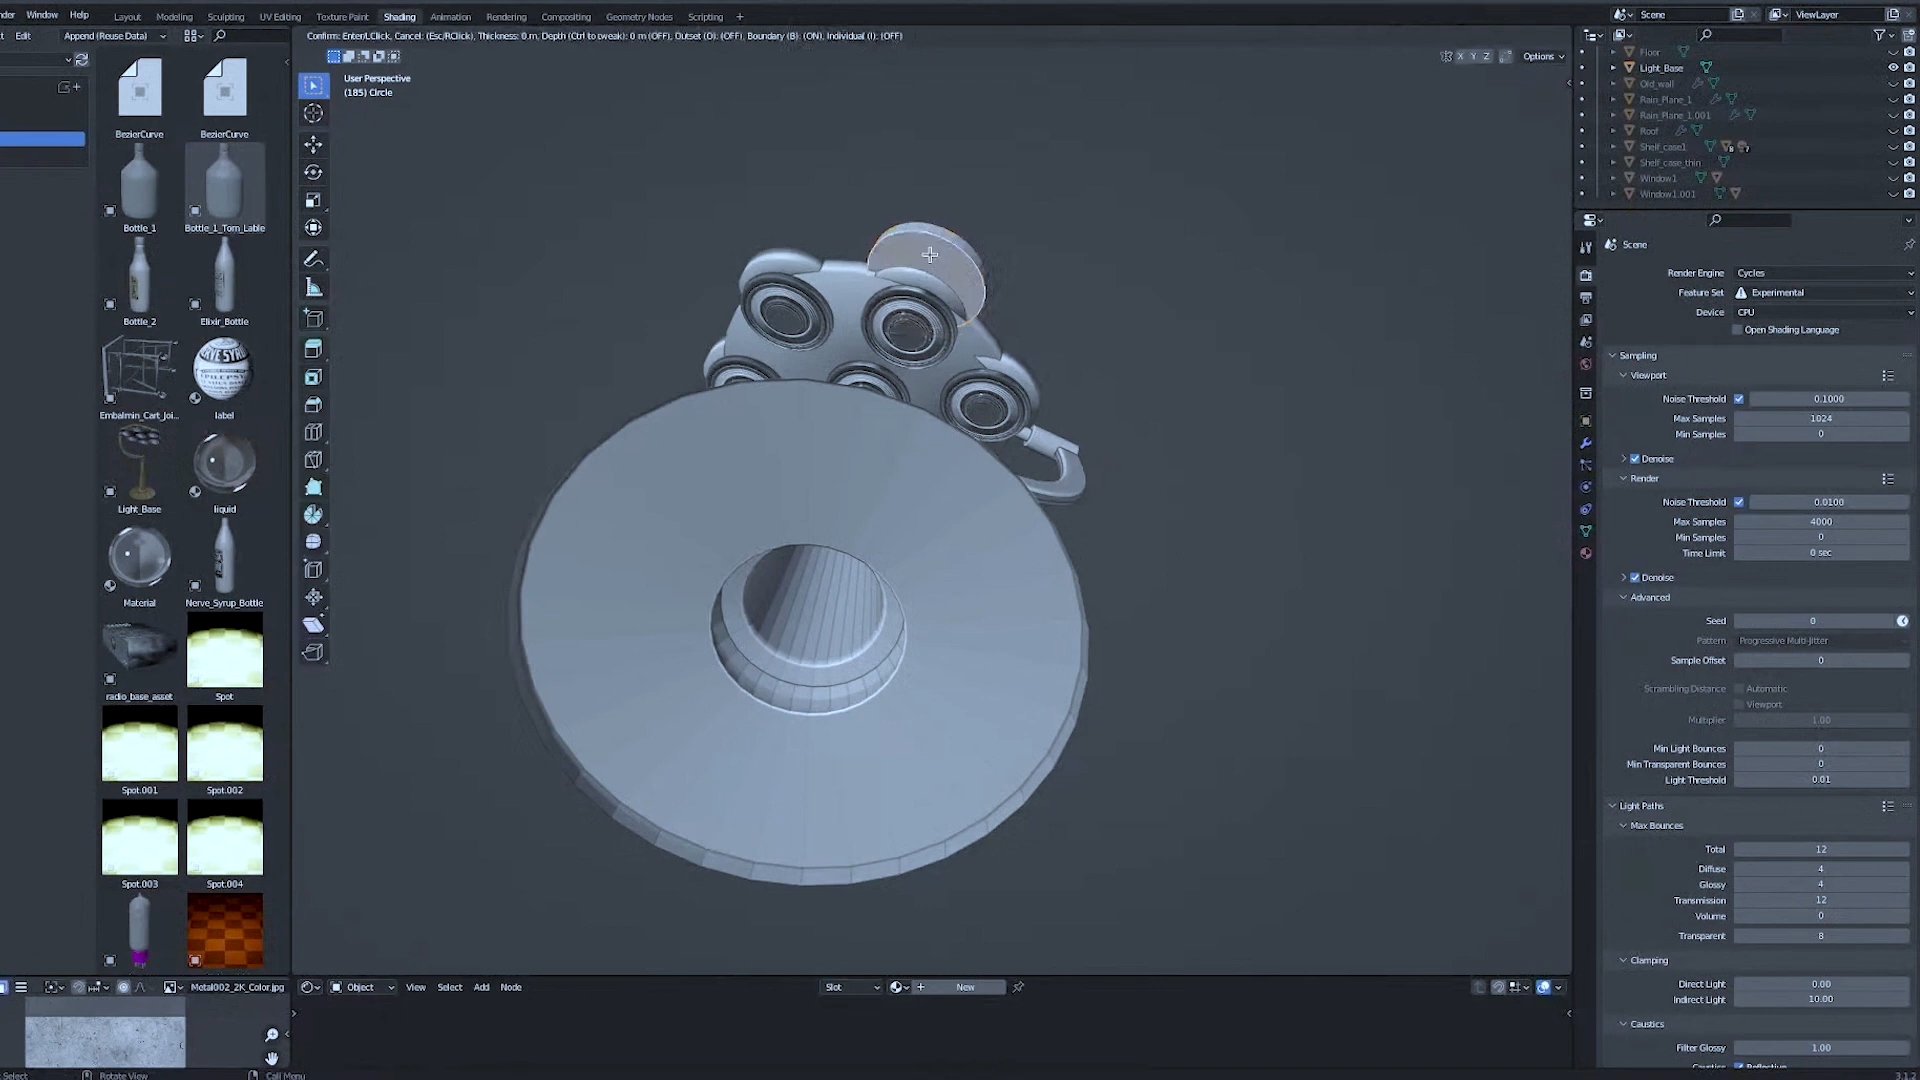 nder Window Help Layout Modeling Sculpting UV Editing Texture Paint Shading Animation Rendering Compositing Geometry Nodes Scripting + Scene ViewLayer
Edit Append (Reuse Data) Confirm: Enter/LClick, Cancel: (Esc/RClick), Thickness: 0 m, Depth (Ctrl to tweak): 0 m (OFF), Outset (O): (OFF), Boundary (B): (ON), Individual (I): (OFF)
X Y Z Options
User Perspective
(185) Circle
BezierCurve BezierCurve
Bottle_1 Bottle_1_Torn_Lable
Bottle_2 Elixir_Bottle
Embalmin_Cart_Joi... label
Light_Base liquid
Material Nerve_Syrup_Bottle
radio_base_asset Spot
Spot.001 Spot.002
Spot.003 Spot.004
Floor
Light_Base
Old_wall
Rain_Plane_1
Rain_Plane_1.001
Roof
Shelf_case1
Shelf_case_thin
Window1
Window1.001
Scene
Render Engine Cycles
Feature Set Experimental
Device CPU
Open Shading Language
Sampling
Viewport
Noise Threshold 0.1000
Max Samples 1024
Min Samples 0
Denoise
Render
Noise Threshold 0.0100
Max Samples 4000
Min Samples 0
Time Limit 0 sec
Denoise
Advanced
Seed 0
Pattern Progressive Multi-Jitter
Sample Offset 0
Scrambling Distance Automatic
Viewport
Multiplier 1.00
Min Light Bounces 0
Min Transparent Bounces 0
Light Threshold 0.01
Light Paths
Max Bounces
Total 12
Diffuse 4
Glossy 4
Transmission 12
Volume 0
Transparent 8
Clamping
Direct Light 0.00
Indirect Light 10.00
Caustics
Filter Glossy 1.00
Caustics Reflective
Metal002_2K_Color.jpg Object View Select Add Node Slot New
Select Rotate View Call Menu 3.1.2